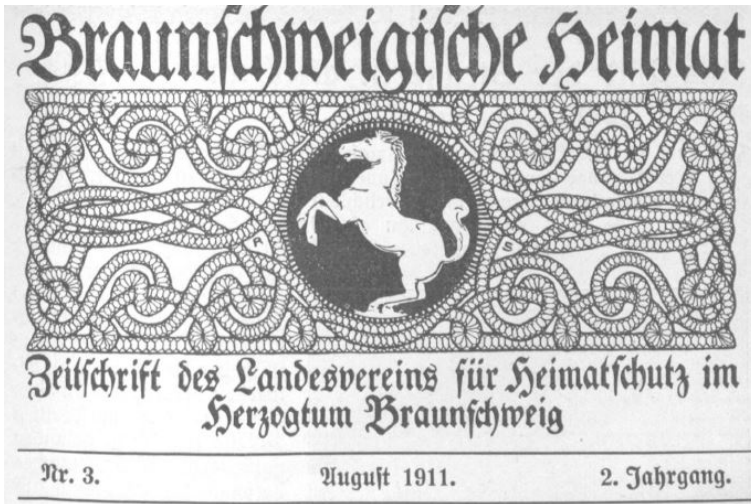 Braunſchweigiſche Heimat
R S
Zeitſchrift des Landesvereins für Heimatſchutz im
Herzogtum Braunſchweig
Nr. 3. Auguſt 1911. 2. Jahrgang.